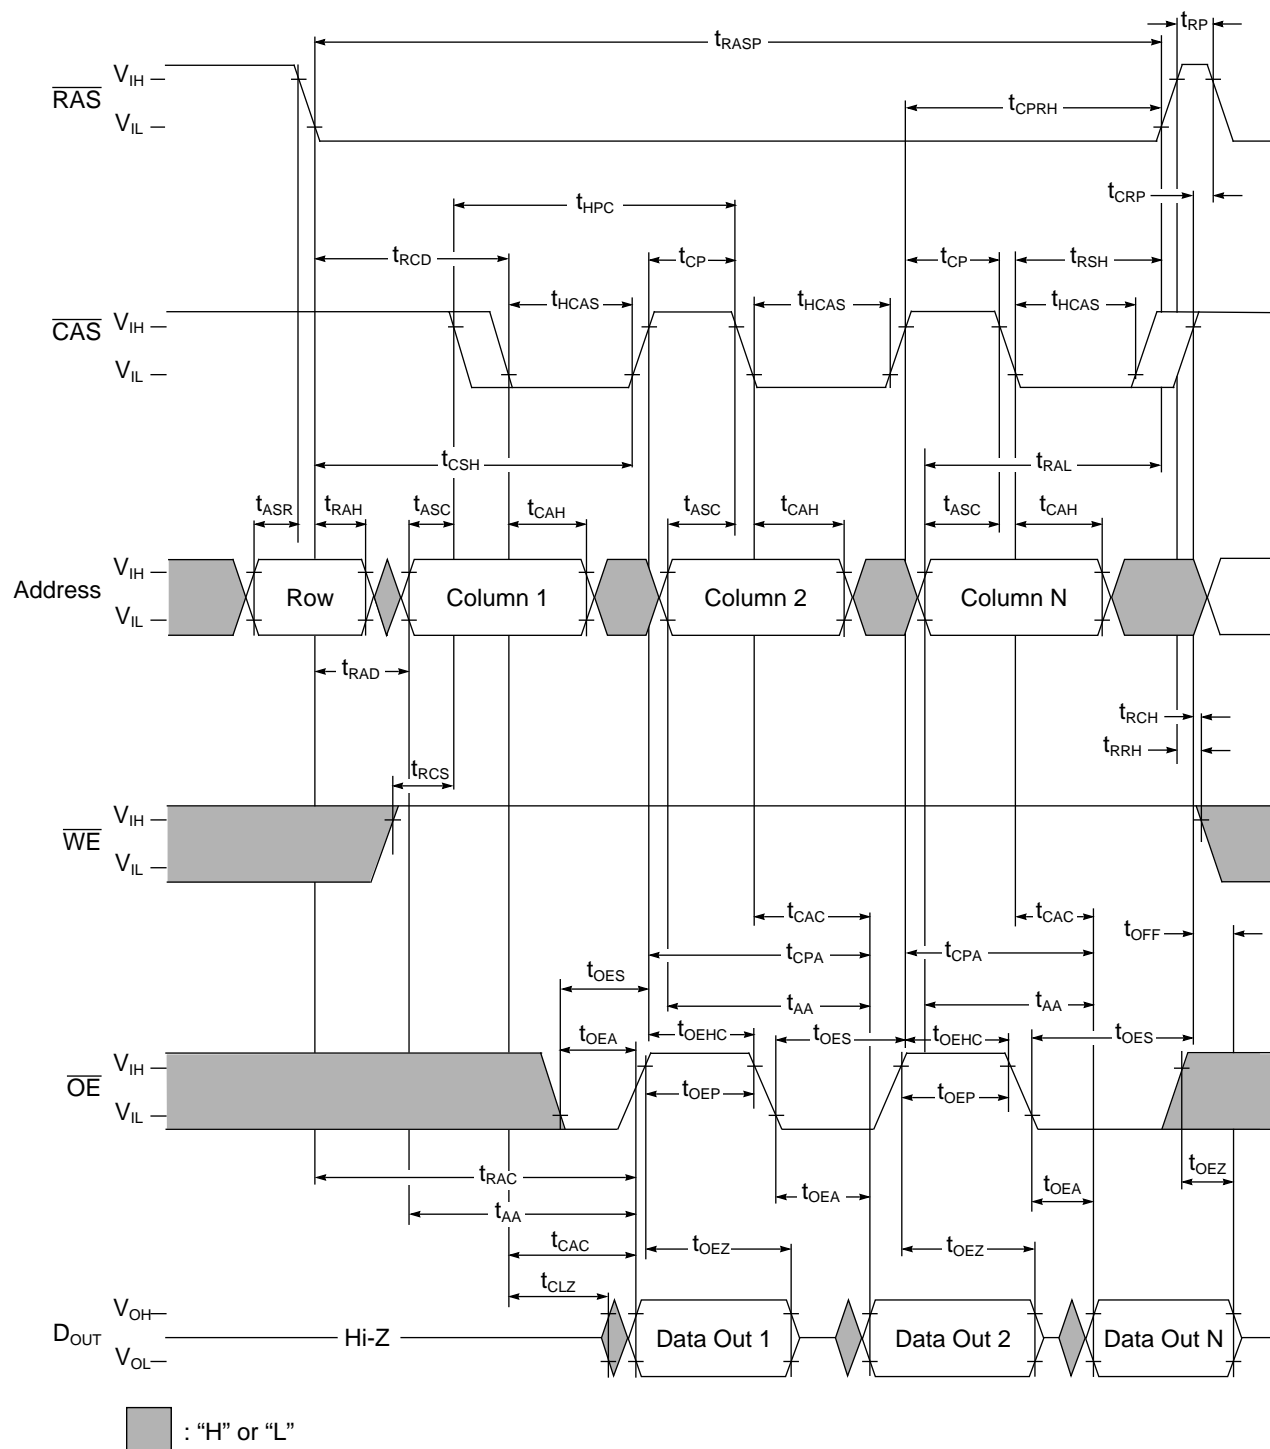 tRP
tRASP
VIH
RAS
tCPRH
VIL
tCRP
tHPC
tRCD
tCP
tCP
tRSH
tHCAS
tHCAS
tHCAS
VIH
CAS
VIL
tCSH
tRAL
tASR
tRAH
tASC
tCAH
tASC
tCAH
tASC
tCAH
VIH
Address
Row
Column 1
Column 2
Column N
VIL
tRAD
tRCH
tRRH
tRCS
VIH
WE
VIL
tCAC
tCAC
tOFF
tCPA
tCPA
tOES
tAA
tAA
tOEA
tOEHC
tOES
tOEHC
tOES
VIH
OE
tOEP
tOEP
VIL
tRAC
tOEZ
tOEA
tOEA
tAA
tCAC
tOEZ
tOEZ
tCLZ
VOH
DOUT
Hi-Z
Data Out 1
Data Out 2
Data Out N
VOL
: “H” or “L”